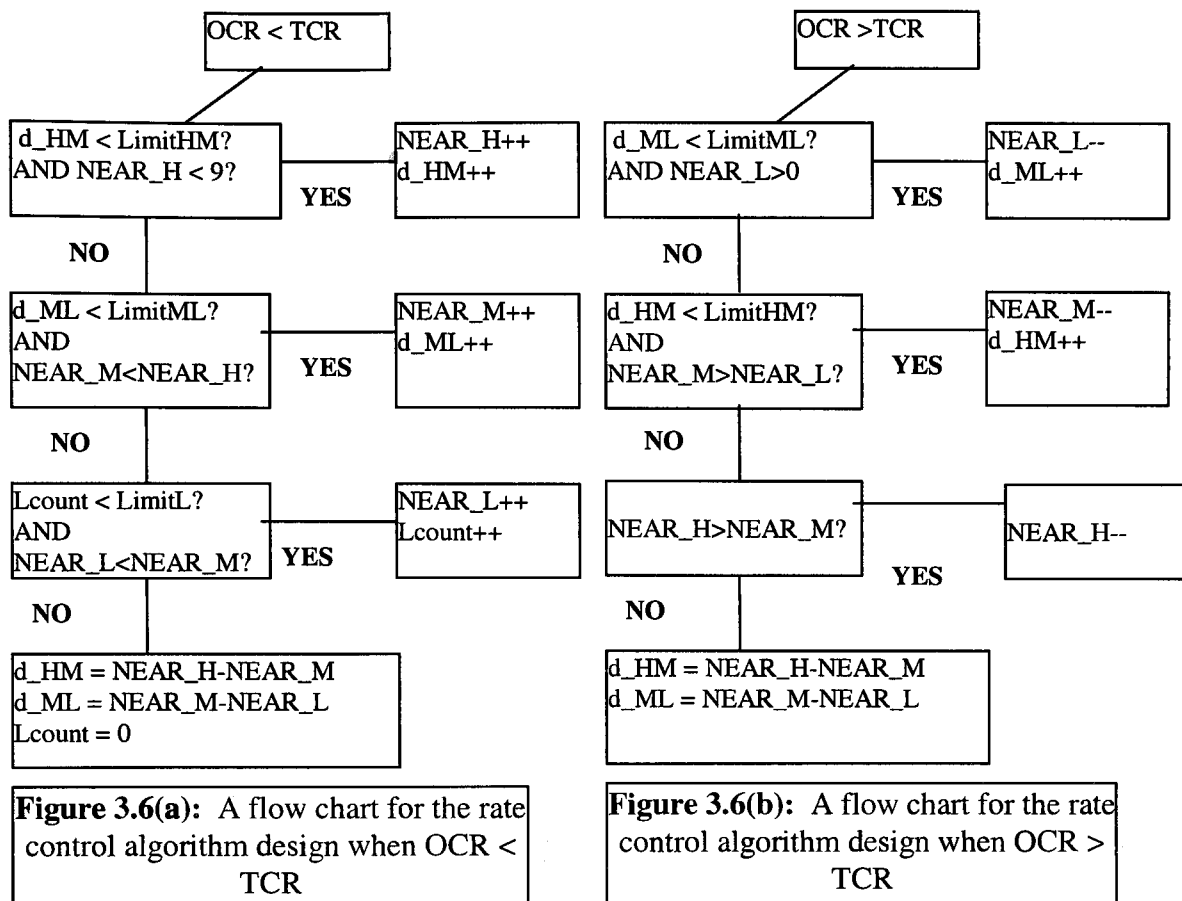 OCR < TCR
d_HM < LimitHM?
AND NEAR_H < 9?
YES
NEAR_H++
d_HM++
NO
d_ML < LimitML?
AND
NEAR_M<NEAR_H?
YES
NEAR_M++
d_ML++
NO
Lcount < LimitL?
AND
NEAR_L<NEAR_M?
YES
NEAR_L++
Lcount++
NO
d_HM = NEAR_H-NEAR_M
d_ML = NEAR_M-NEAR_L
Lcount = 0
Figure 3.6(a): A flow chart for the rate
control algorithm design when OCR <
TCR
OCR >TCR
d_ML < LimitML?
AND NEAR_L>0
YES
NEAR_L--
d_ML++
NO
d_HM < LimitHM?
AND
NEAR_M>NEAR_L?
YES
NEAR_M--
d_HM++
NO
NEAR_H>NEAR_M?
YES
NEAR_H--
NO
d_HM = NEAR_H-NEAR_M
d_ML = NEAR_M-NEAR_L
Figure 3.6(b): A flow chart for the rate
control algorithm design when OCR >
TCR